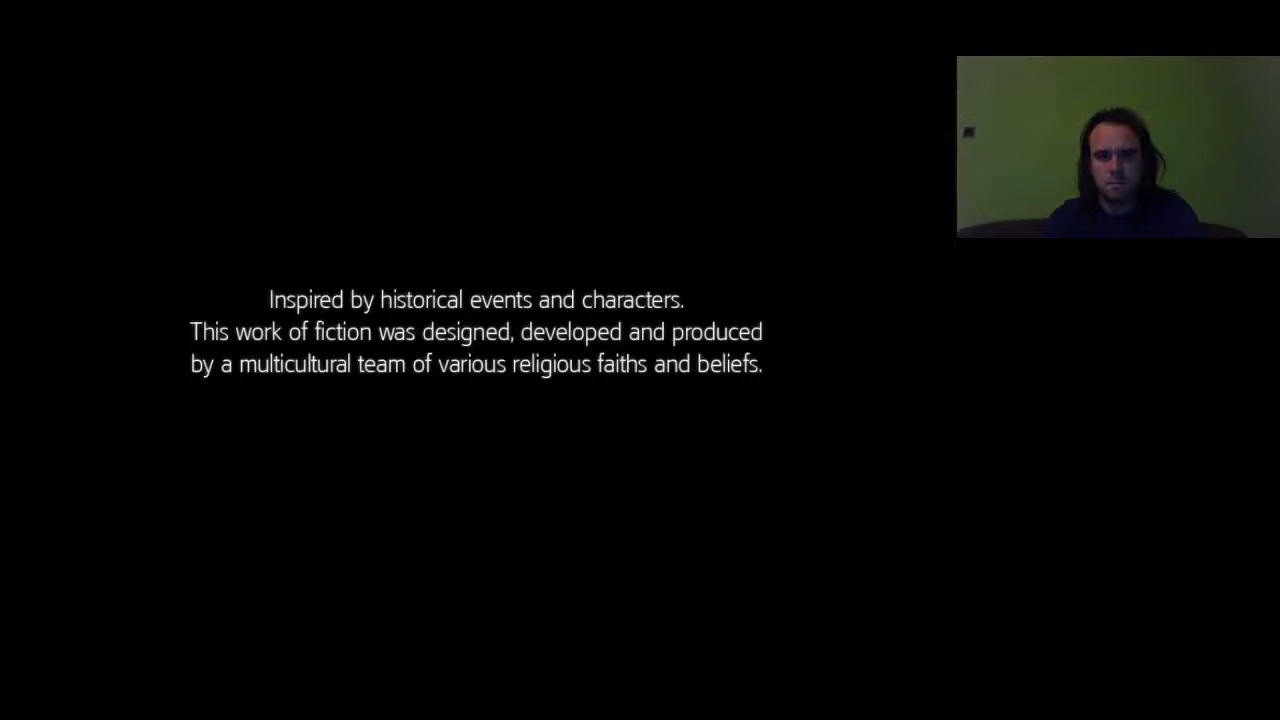 Inspired by historical events and characters.
This work of fiction was designed, developed and produced
by a multicultural team of various religious faiths and beliefs.